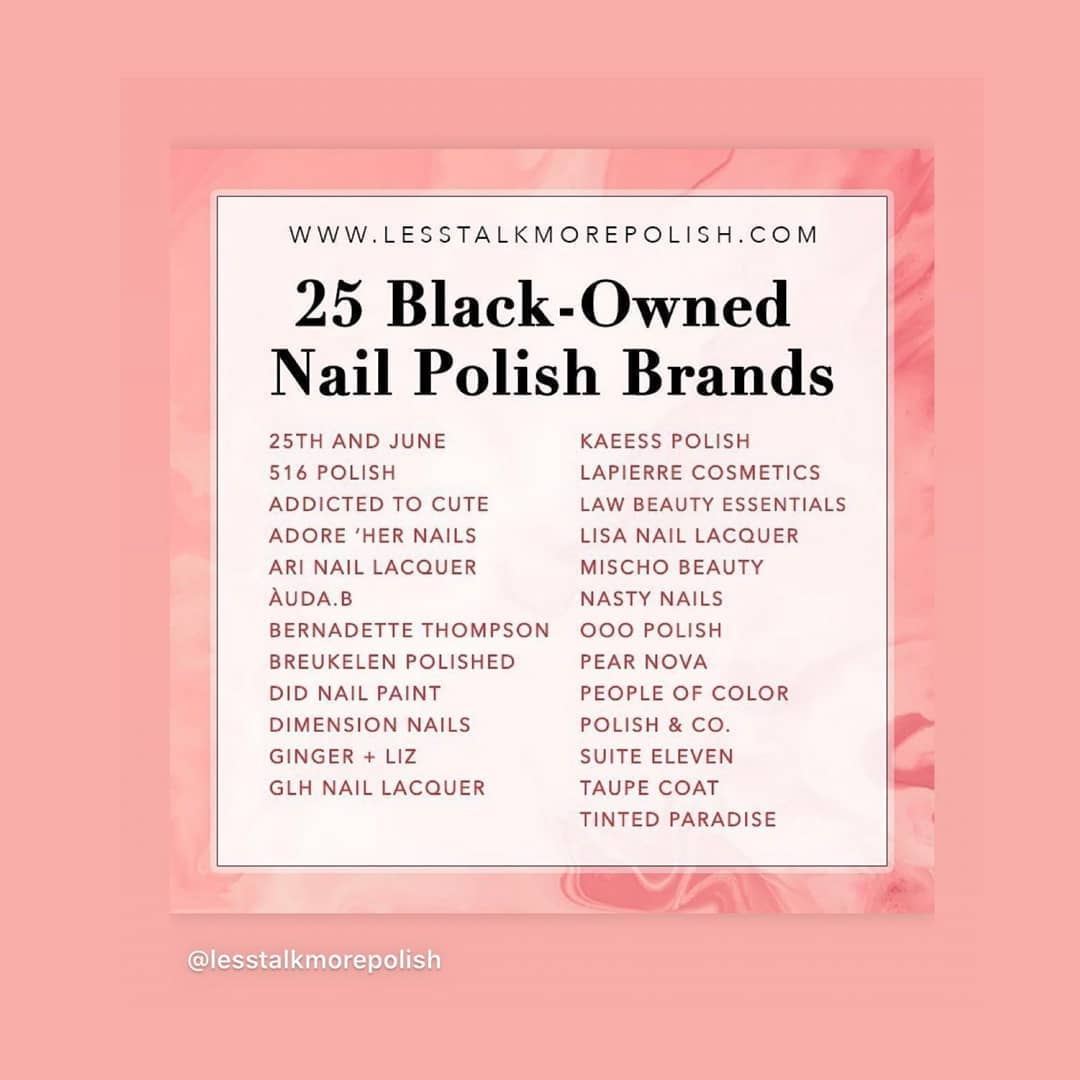 WWW.LESSTALKMOREPOLISH.COM
25 Black-Owned
Nail Polish Brands
25TH AND JUNE
516 POLISH
ADDICTED TO CUTE
ADORE ‘HER NAILS
ARI NAIL LACQUER
ÀUDA.B
BERNADETTE THOMPSON
BREUKELEN POLISHED
DID NAIL PAINT
DIMENSION NAILS
GINGER + LIZ
GLH NAIL LACQUER
KAEESS POLISH
LAPIERRE COSMETICS
LAW BEAUTY ESSENTIALS
LISA NAIL LACQUER
MISCHO BEAUTY
NASTY NAILS
OOO POLISH
PEAR NOVA
PEOPLE OF COLOR
POLISH & CO.
SUITE ELEVEN
TAUPE COAT
TINTED PARADISE
@lesstalkmorepolish